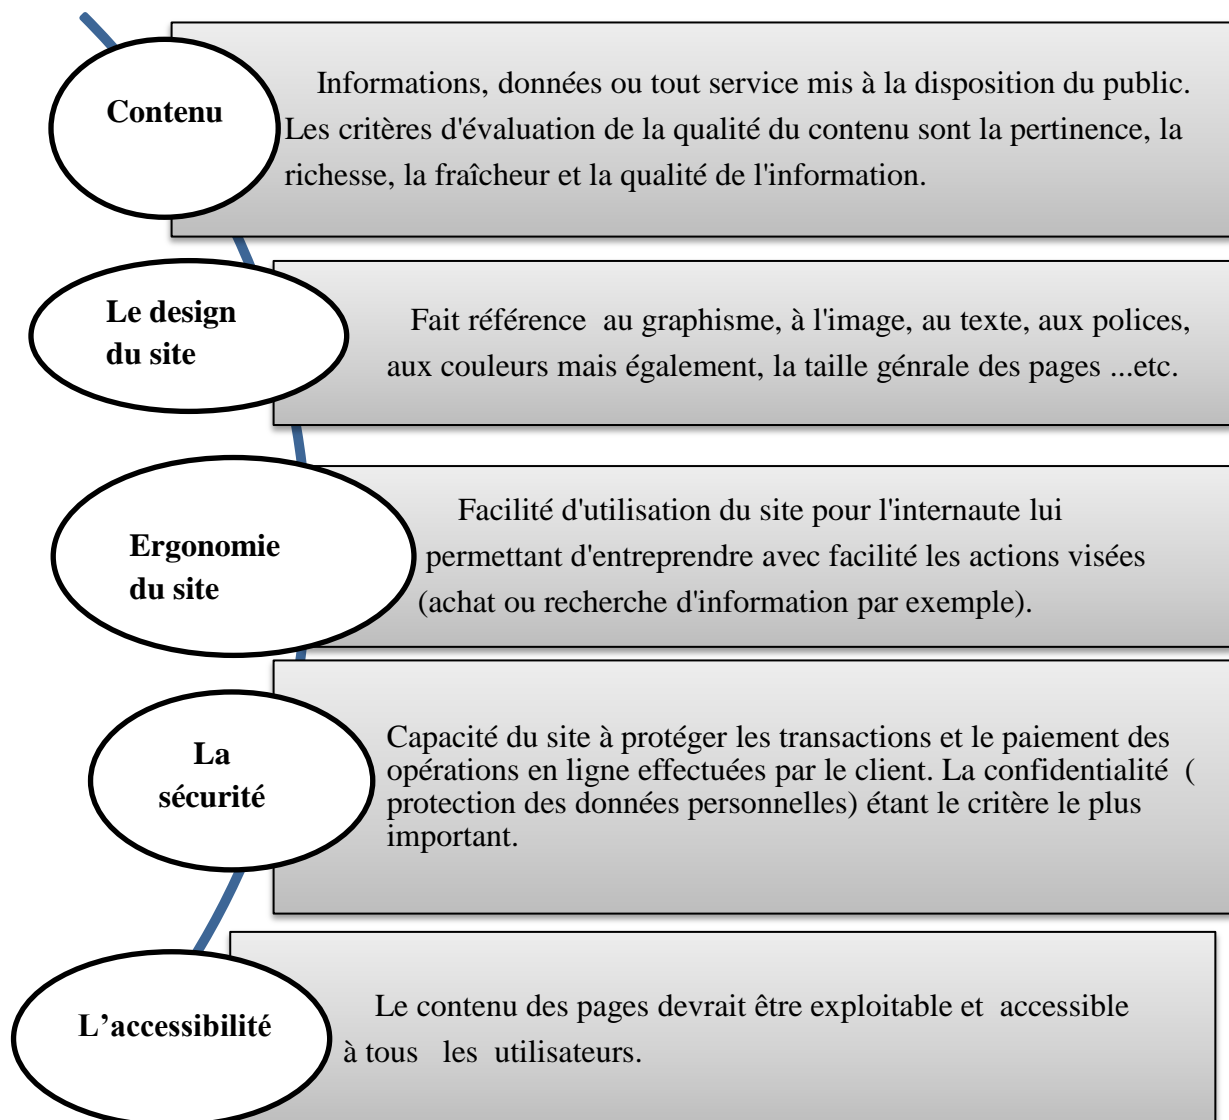 Contenu
Informations, données ou tout service mis à la disposition du public.
Les critères d'évaluation de la qualité du contenu sont la pertinence, la
richesse, la fraîcheur et la qualité de l'information.
Le design
du site
Fait référence au graphisme, à l'image, au texte, aux polices,
aux couleurs mais également, la taille génrale des pages ...etc.
Ergonomie
du site
Facilité d'utilisation du site pour l'internaute lui
permettant d'entreprendre avec facilité les actions visées
(achat ou recherche d'information par exemple).
La
sécurité
Capacité du site à protéger les transactions et le paiement des
opérations en ligne effectuées par le client. La confidentialité (
protection des données personnelles) étant le critère le plus
important.
L’accessibilité
Le contenu des pages devrait être exploitable et accessible
à tous les utilisateurs.